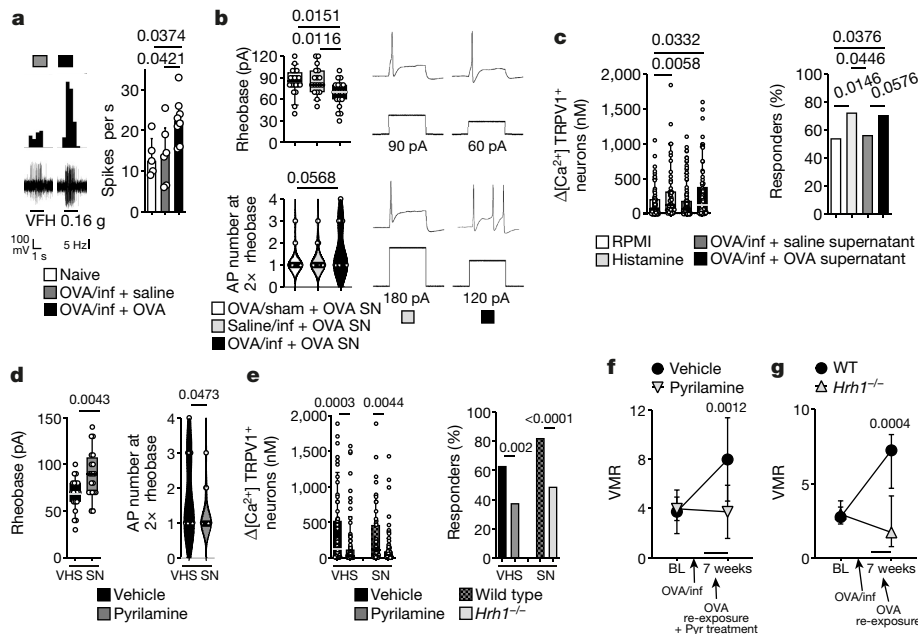 a
0.0374
0.0421
Spikes per s
40
30
20
10
0
VFH 0.16 g
100 mV
1 s
5 Hz
Naive
OVA/inf + saline
OVA/inf + OVA
b
0.0151
0.0116
Rheobase (pA)
120
90
60
30
0
90 pA
60 pA
0.0568
AP number at
2× rheobase
4
3
2
1
0
180 pA
120 pA
OVA/sham + OVA SN
Saline/inf + OVA SN
OVA/inf + OVA SN
c
0.0332
0.0058
Δ[Ca2+] TRPV1+
neurons (nM)
2,000
1,500
1,000
500
0
0.0376
0.0446
0.0146
0.0576
Responders (%)
100
75
50
25
0
RPMI
Histamine
OVA/inf + saline supernatant
OVA/inf + OVA supernatant
d
0.0043
Rheobase (pA)
150
100
50
0
VHS SN
0.0473
AP number at
2× rheobase
4
3
2
1
0
VHS SN
Vehicle
Pyrilamine
e
0.0003
0.0044
Δ[Ca2+] TRPV1+
neurons (nM)
2,000
1,500
1,000
500
0
VHS SN
<0.0001
0.002
Responders (%)
100
80
60
40
20
0
VHS SN
Vehicle
Pyrilamine
Wild type
Hrh1−/−
f
Vehicle
Pyrilamine
0.0012
VMR
12
8
4
0
BL 7 weeks
OVA/inf
OVA
re-exposure
+ Pyr treatment
g
WT
Hrh1−/−
0.0004
VMR
10
5
0
BL 7 weeks
OVA/inf
OVA
re-exposure